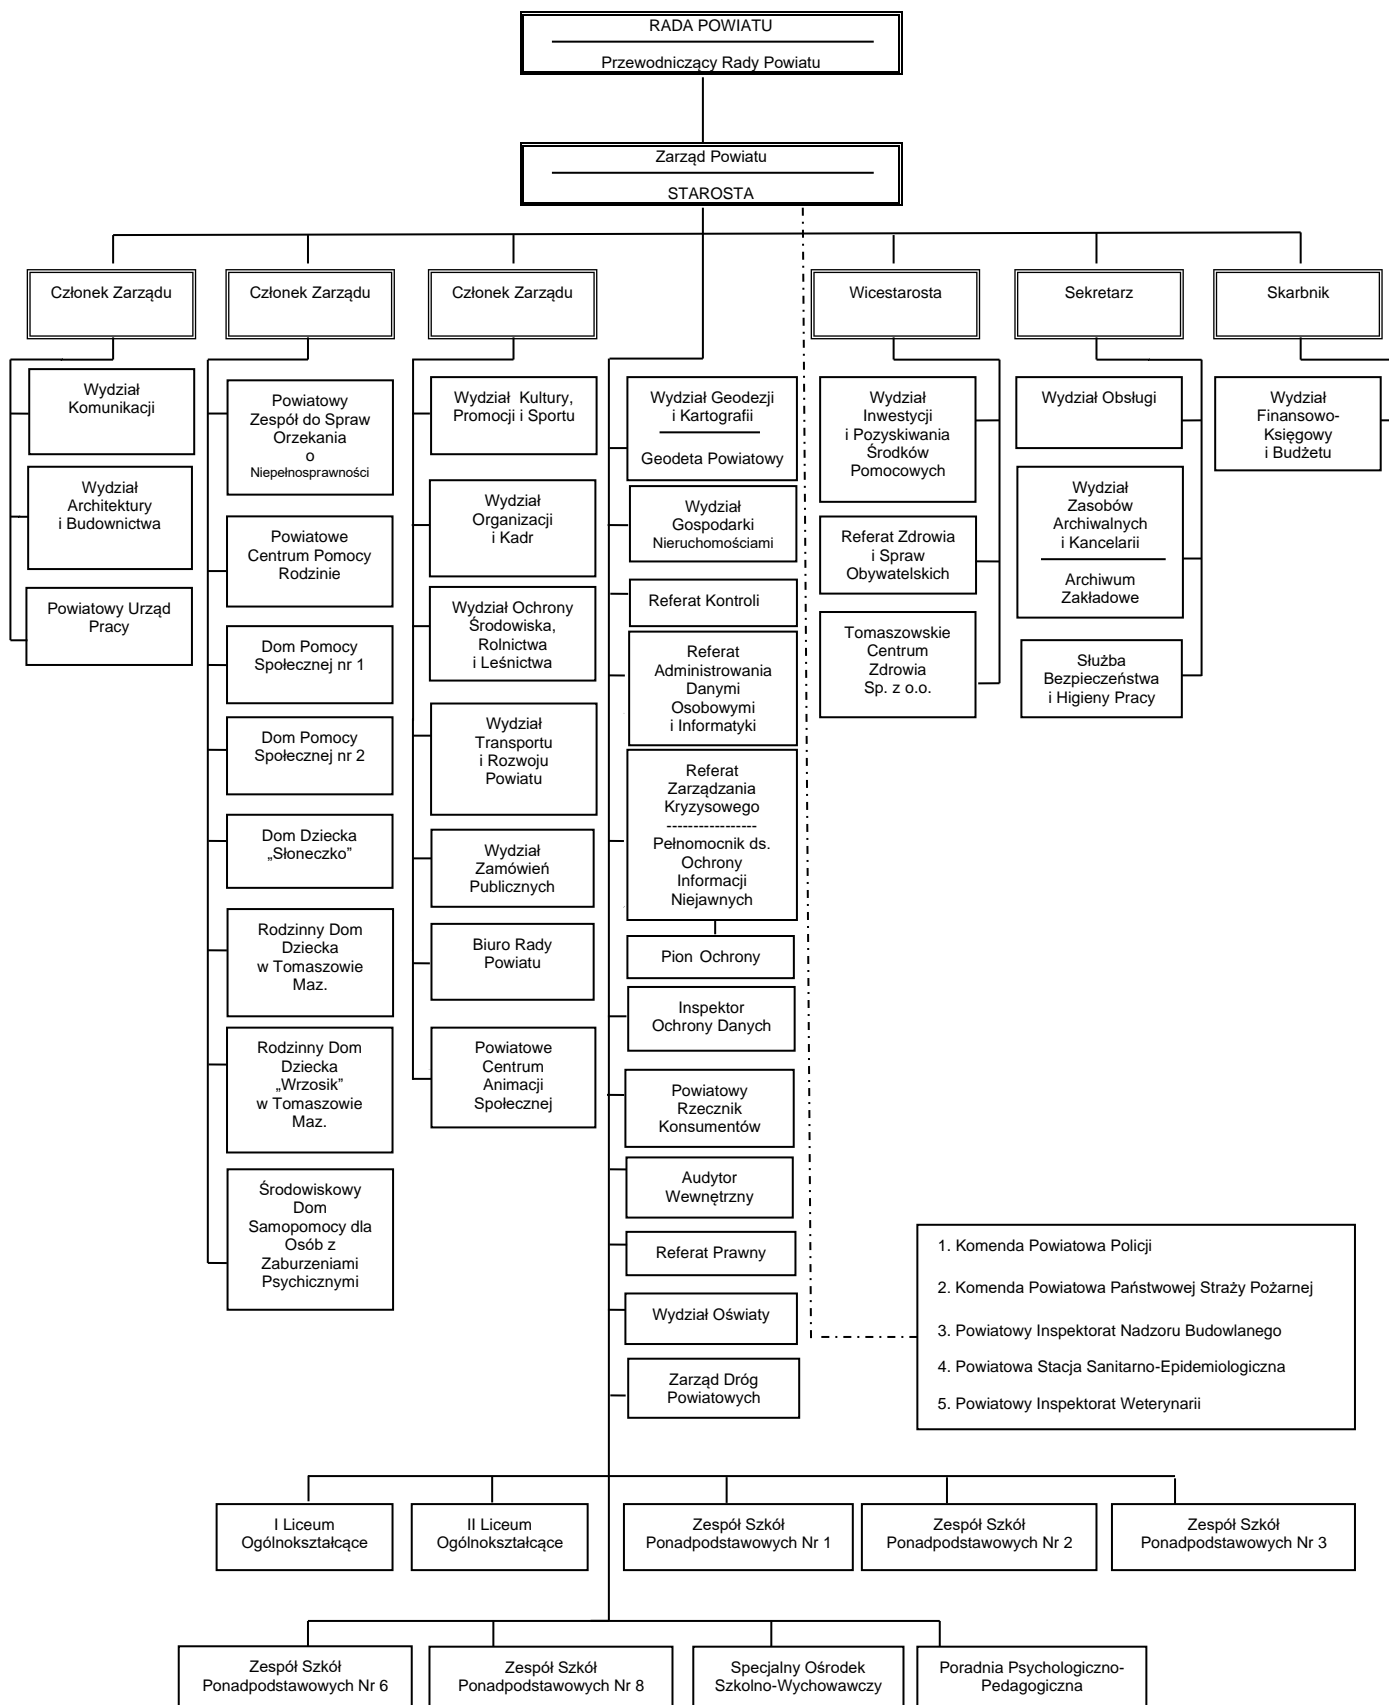 RADA POWIATU
Przewodniczący Rady Powiatu
Zarząd Powiatu
STAROSTA
Członek Zarządu
Członek Zarządu
Członek Zarządu
Wicestarosta
Sekretarz
Skarbnik
Wydział
Komunikacji
Wydział
Architektury
i Budownictwa
Powiatowy Urząd
Pracy
Powiatowy
Zespół do Spraw
Orzekania
o
Niepełnosprawności
Powiatowe
Centrum Pomocy
Rodzinie
Dom Pomocy
Społecznej nr 1
Dom Pomocy
Społecznej nr 2
Dom Dziecka
„Słoneczko”
Rodzinny Dom
Dziecka
w Tomaszowie
Maz.
Rodzinny Dom
Dziecka
„Wrzosik”
w Tomaszowie
Maz.
Środowiskowy
Dom
Samopomocy dla
Osób z
Zaburzeniami
Psychicznymi
Wydział Kultury,
Promocji i Sportu
Wydział
Organizacji
i Kadr
Wydział Ochrony
Środowiska,
Rolnictwa
i Leśnictwa
Wydział
Transportu
i Rozwoju
Powiatu
Wydział
Zamówień
Publicznych
Biuro Rady
Powiatu
Powiatowe
Centrum
Animacji
Społecznej
Wydział Geodezji
i Kartografii
Geodeta Powiatowy
Wydział
Gospodarki
Nieruchomościami
Referat Kontroli
Referat
Administrowania
Danymi
Osobowymi
i Informatyki
Referat
Zarządzania
Kryzysowego
-----------------
Pełnomocnik ds.
Ochrony
Informacji
Niejawnych
Pion Ochrony
Inspektor
Ochrony Danych
Powiatowy
Rzecznik
Konsumentów
Audytor
Wewnętrzny
Referat Prawny
Wydział Oświaty
Zarząd Dróg
Powiatowych
Wydział
Inwestycji
i Pozyskiwania
Środków
Pomocowych
Referat Zdrowia
i Spraw
Obywatelskich
Tomaszowskie
Centrum
Zdrowia
Sp. z o.o.
Wydział Obsługi
Wydział
Zasobów
Archiwalnych
i Kancelarii
Archiwum
Zakładowe
Służba
Bezpieczeństwa
i Higieny Pracy
Wydział
Finansowo-
Księgowy
i Budżetu
1. Komenda Powiatowa Policji
2. Komenda Powiatowa Państwowej Straży Pożarnej
3. Powiatowy Inspektorat Nadzoru Budowlanego
4. Powiatowa Stacja Sanitarno-Epidemiologiczna
5. Powiatowy Inspektorat Weterynarii
I Liceum
Ogólnokształcące
II Liceum
Ogólnokształcące
Zespół Szkół
Ponadpodstawowych Nr 1
Zespół Szkół
Ponadpodstawowych Nr 2
Zespół Szkół
Ponadpodstawowych Nr 3
Zespół Szkół
Ponadpodstawowych Nr 6
Zespół Szkół
Ponadpodstawowych Nr 8
Specjalny Ośrodek
Szkolno-Wychowawczy
Poradnia Psychologiczno-
Pedagogiczna